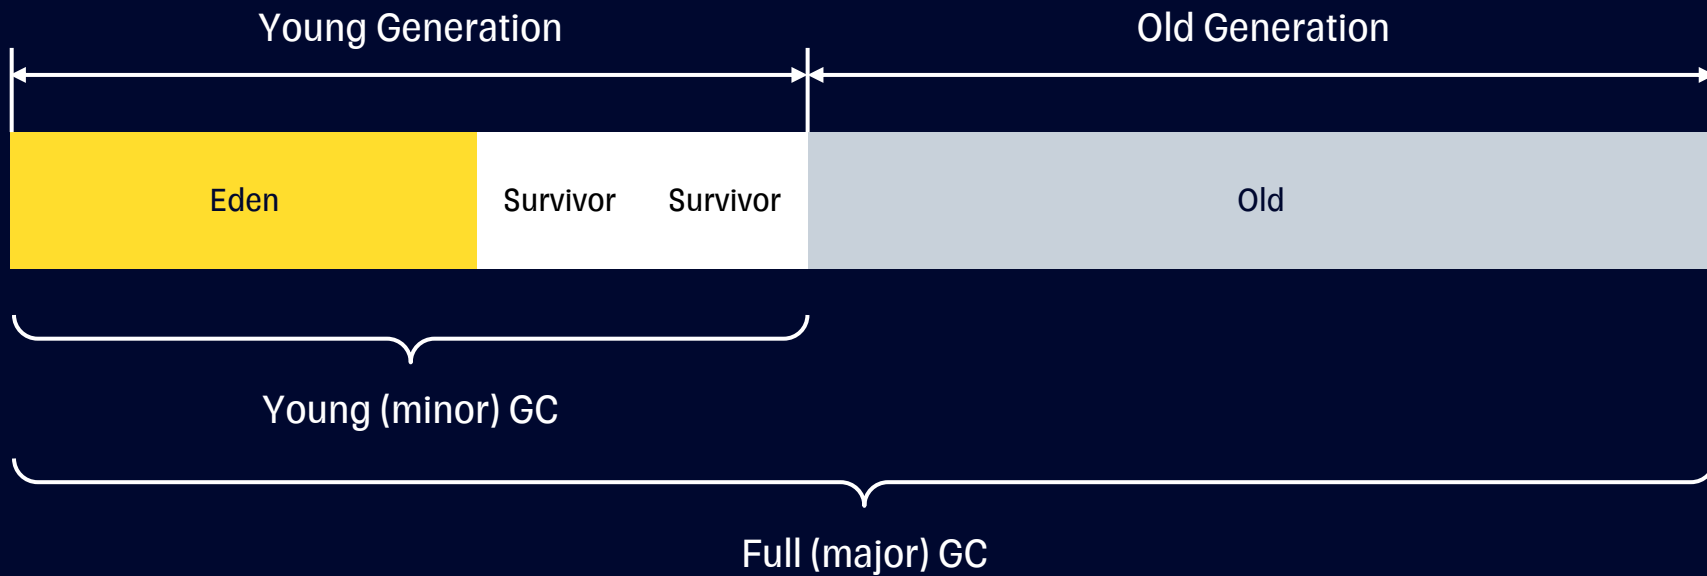 Young Generation
Old Generation
Eden
Survivor
Survivor
Old
Young (minor) GC
Full (major) GC